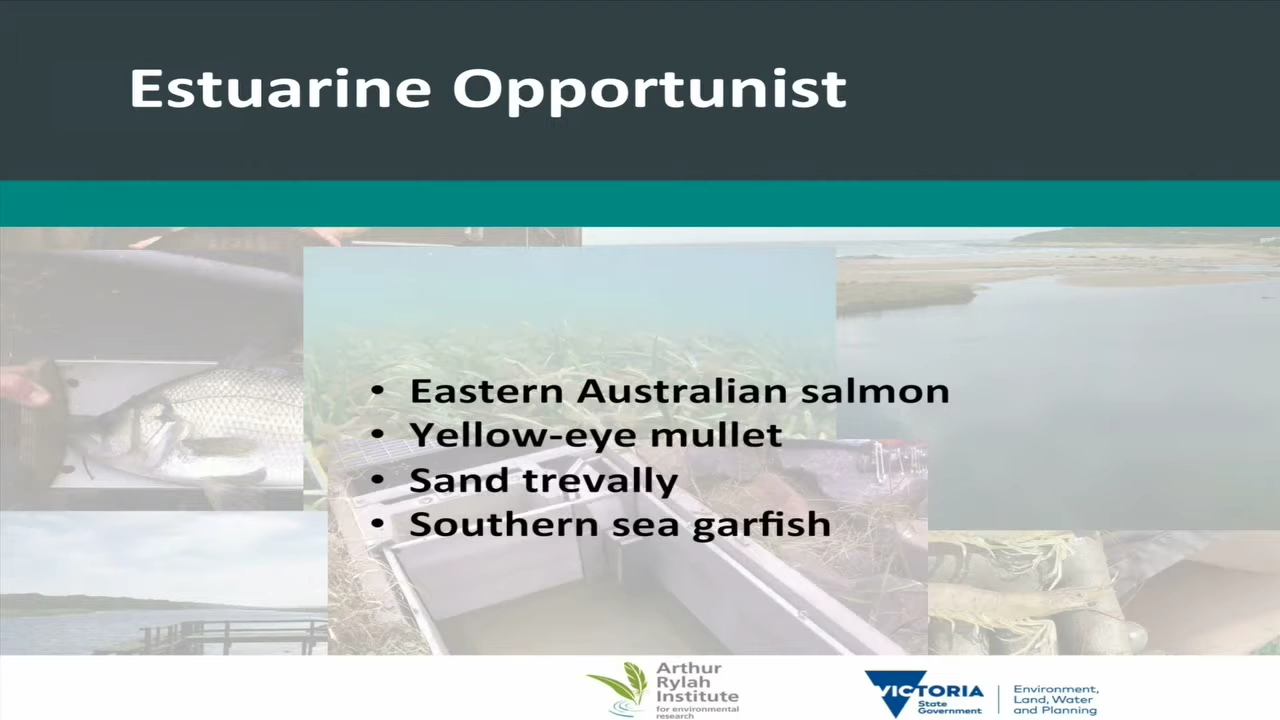 Estuarine Opportunist
• Eastern Australian salmon
• Yellow-eye mullet
• Sand trevally
• Southern sea garfish
Arthur
Rylah
Institute
for environmental
research
VICTORIA
State
Government
Environment,
Land, Water
and Planning